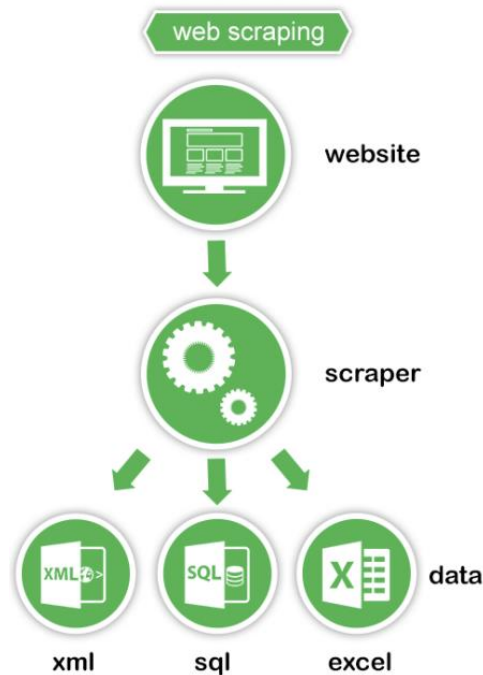 web scraping
website
scraper
XML
SQL
X
data
xml
sql
excel